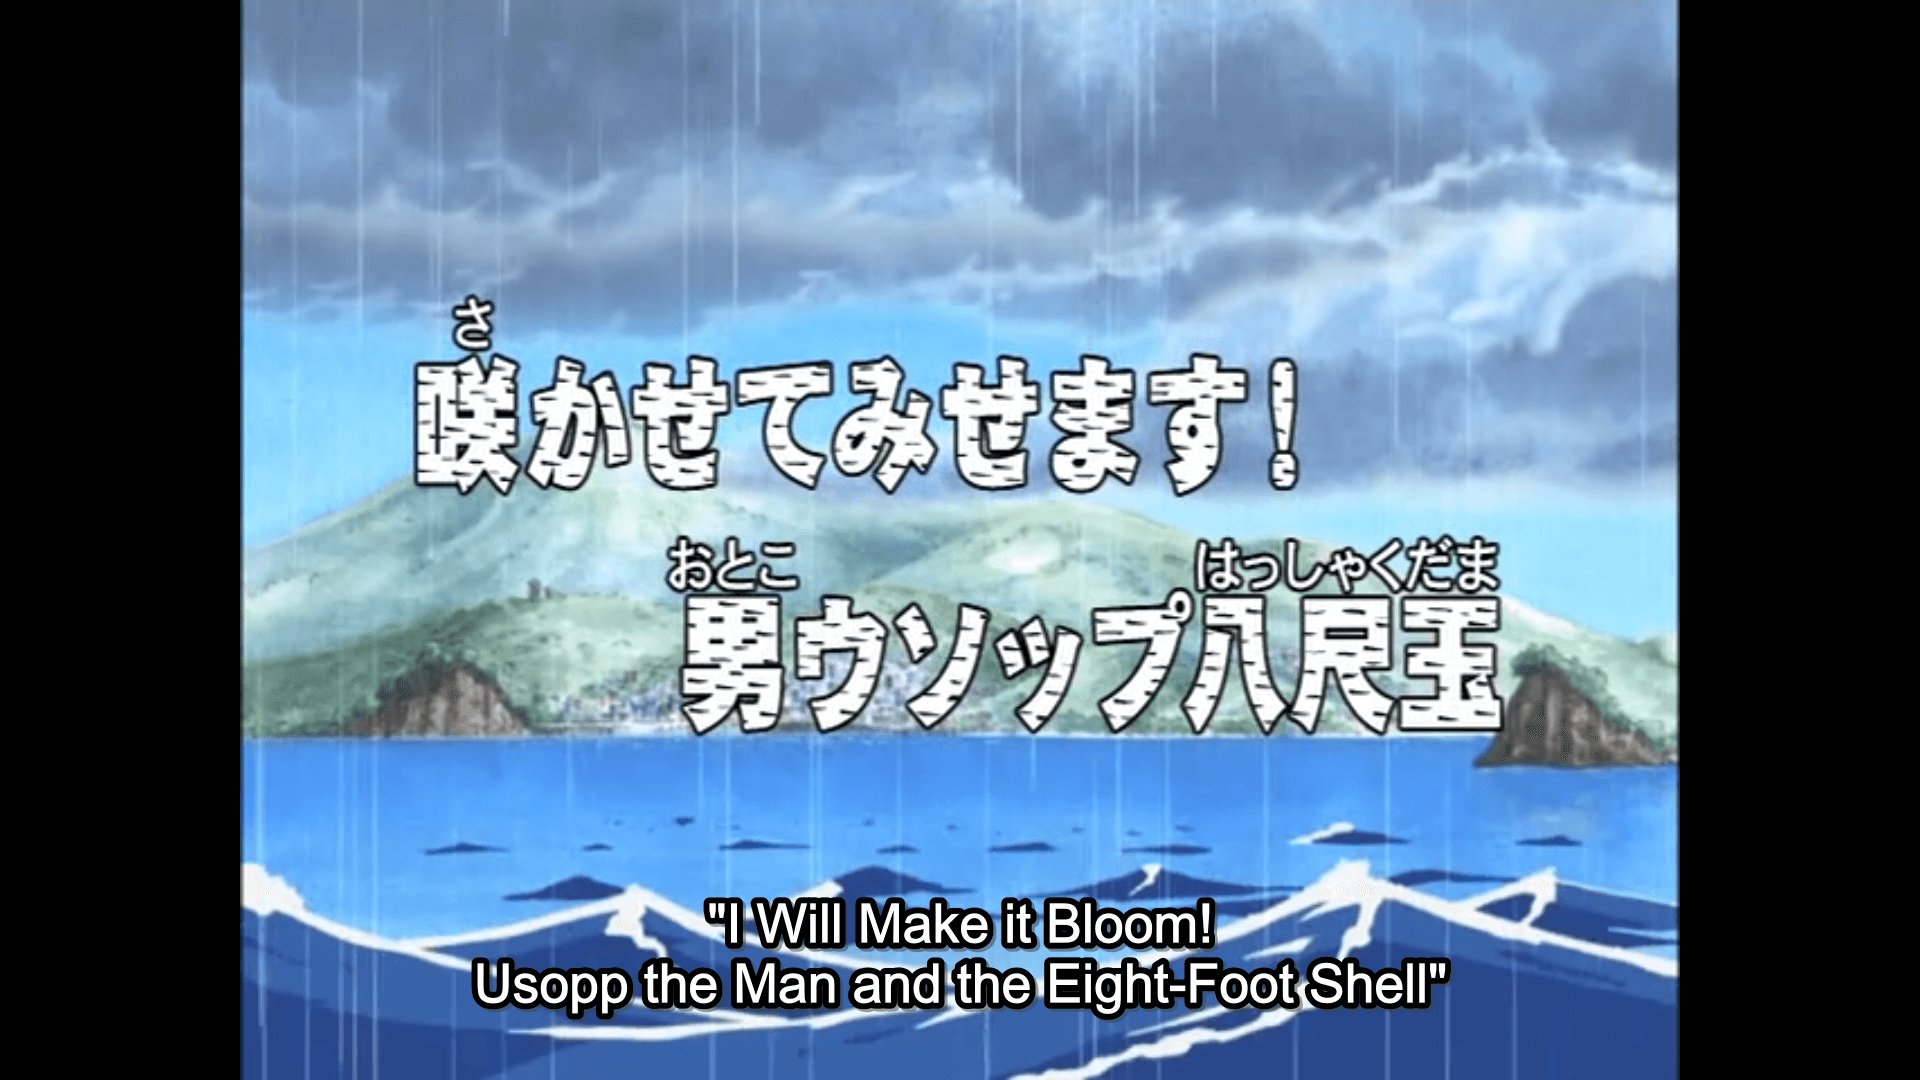 さ
咲かせてみせます!
おとこ はっしゃくだま
男ウソップ八尺玉
"I Will Make it Bloom!
Usopp the Man and the Eight-Foot Shell"